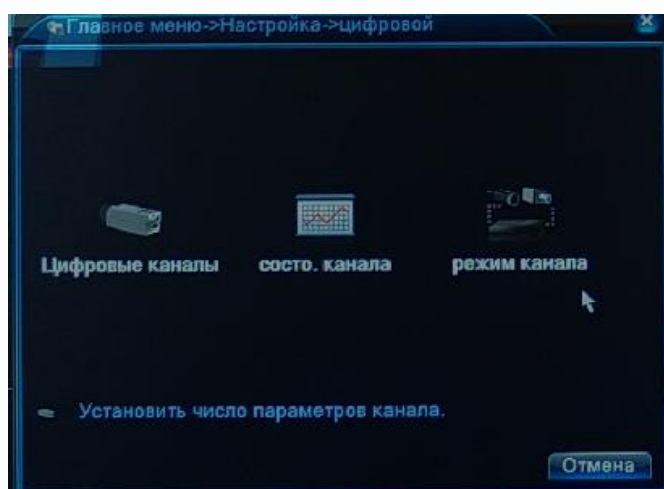 Главное меню->Настройка->цифровой
Цифровые каналы
состо. канала
режим канала
Установить число параметров канала.
Отмена